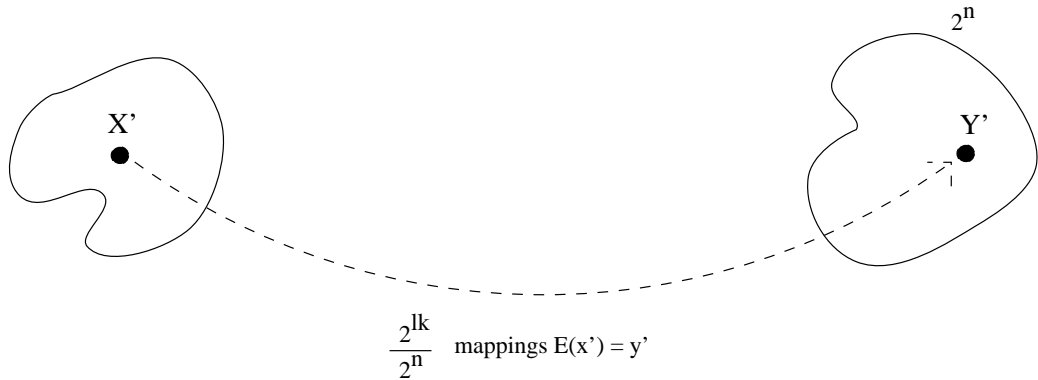 2^n
X’
Y’
2^lk
2^n mappings E(x’) = y’